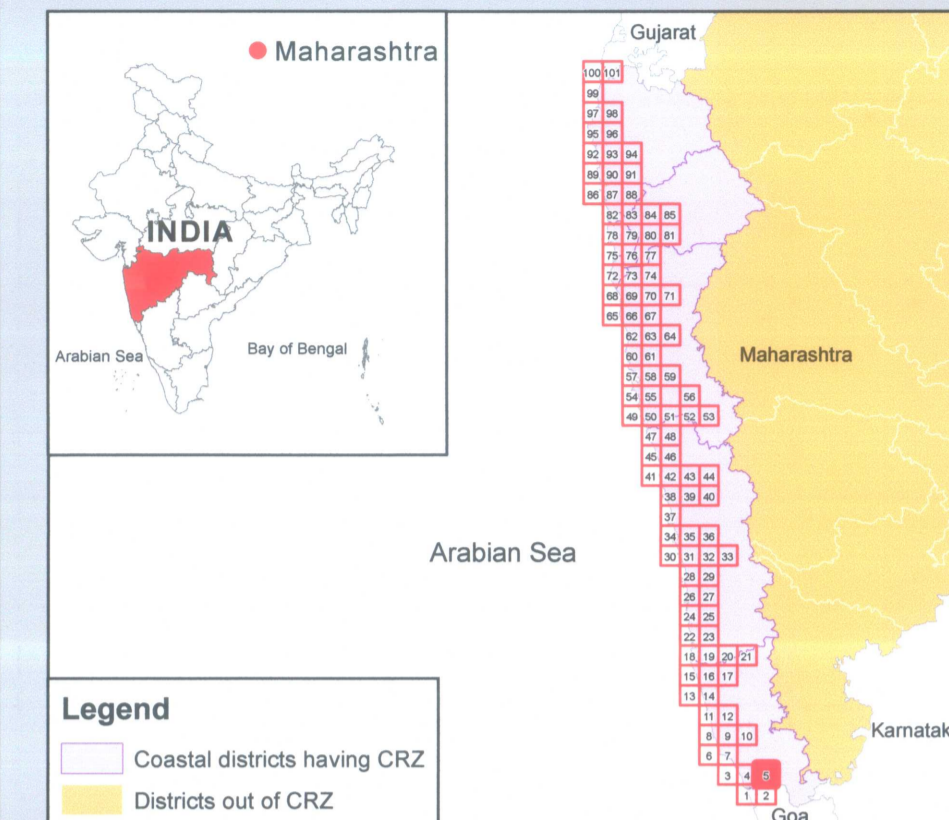 Maharashtra
INDIA
Arabian Sea
Bay of Bengal
Gujarat
100 101
99
97 98
95 96
92 93 94
89 90 91
86 87 88
82 83 84 85
78 79 80 81
75 76 77
72 73 74
68 69 70 71
65 66 67
62 63 64
60 61
57 58 59
54 55 56
49 50 51 52 53
47 48
45 46
41 42 43 44
38 39 40
37
34 35 36
30 31 32 33
28 29
26 27
24 25
22 23
18 19 20 21
15 16 17
13 14
11 12
8 9 10
6 7
3 4 5
1 2
Maharashtra
Arabian Sea
Karnatak
Goa
Legend
Coastal districts having CRZ
Districts out of CRZ